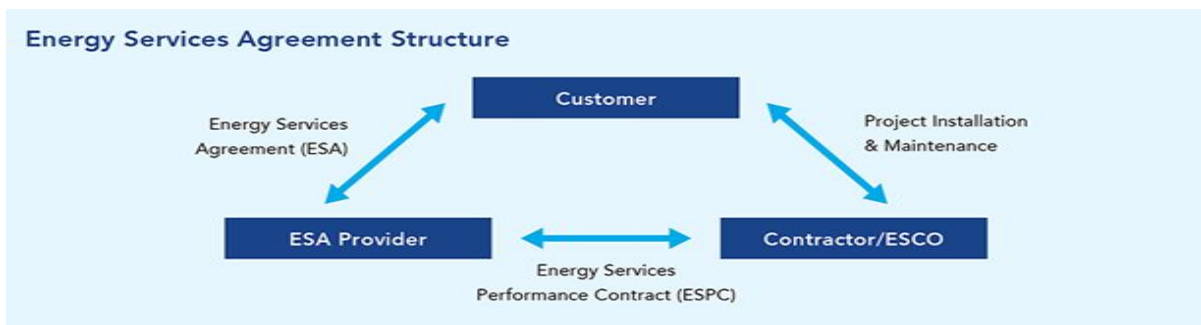 Energy Services Agreement Structure
Customer
Energy Services
Agreement (ESA)
Project Installation
& Maintenance
ESA Provider
Contractor/ESCO
Energy Services
Performance Contract (ESPC)